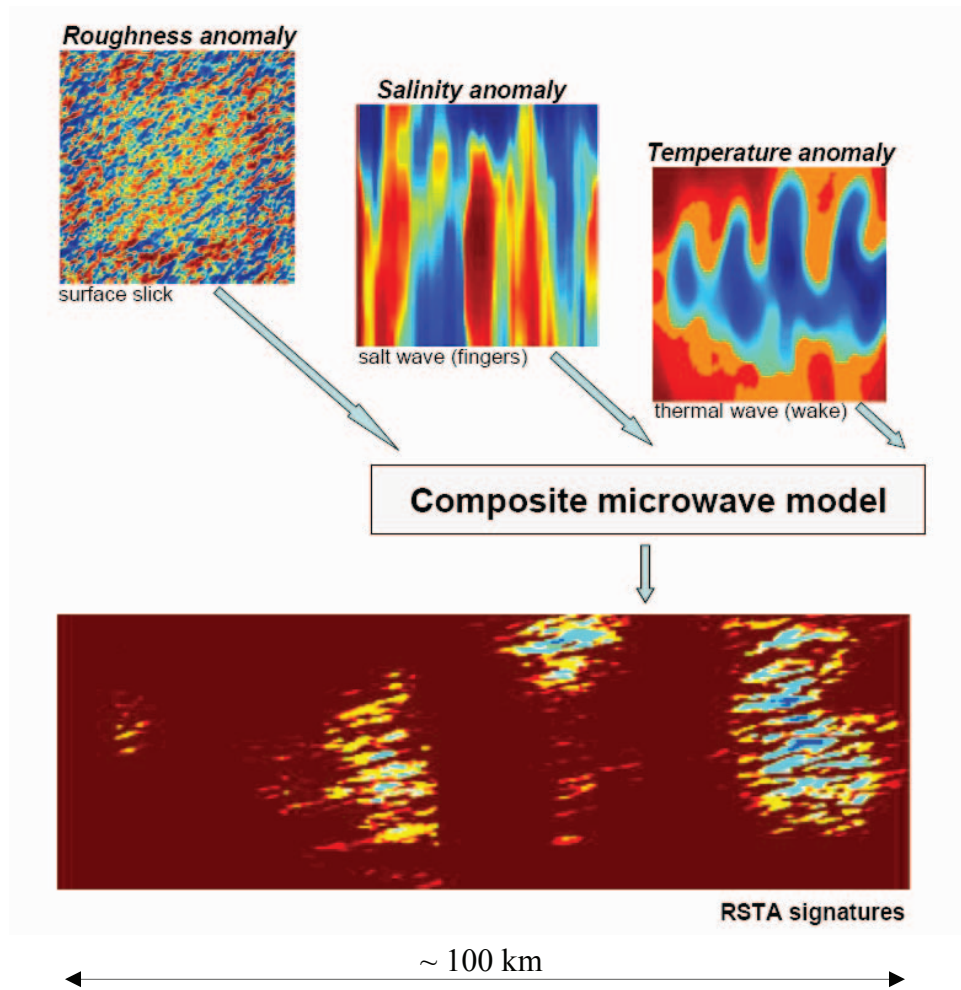 Roughness anomaly
surface slick
Salinity anomaly
salt wave (fingers)
Temperature anomaly
thermal wave (wake)
Composite microwave model
RSTA signatures
~ 100 km